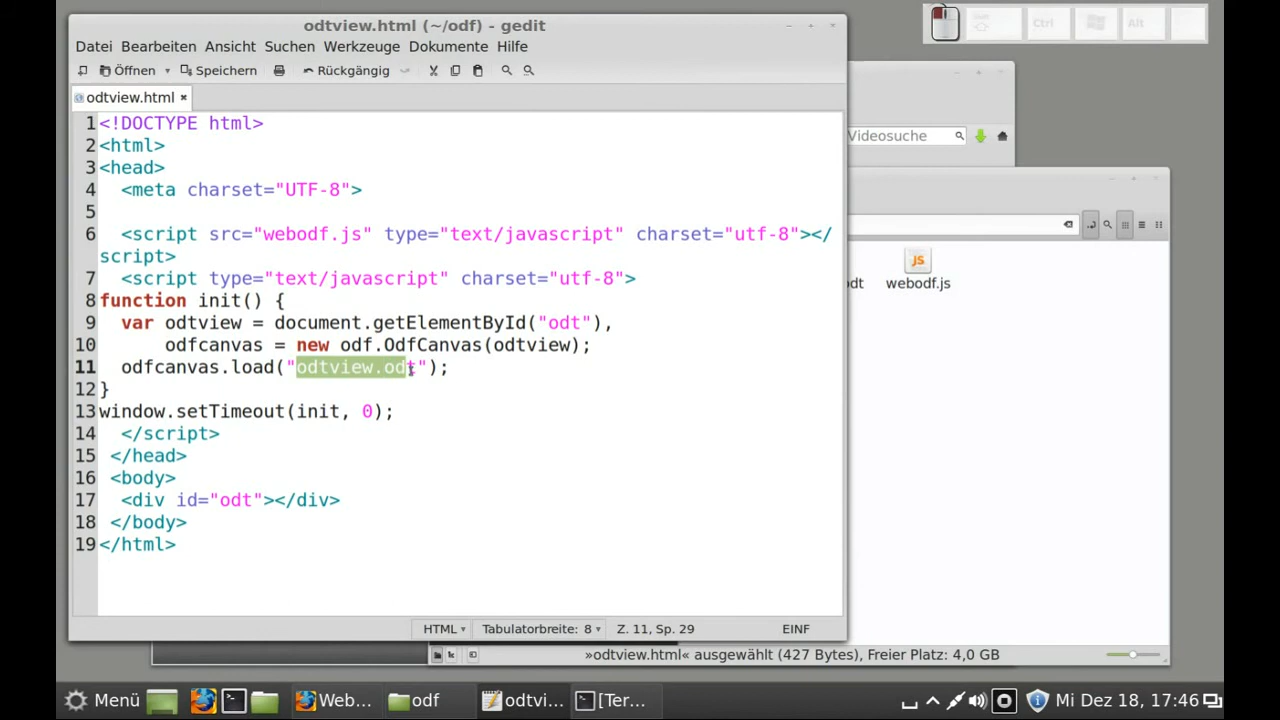 odtview.html (~/odf) - gedit
Datei Bearbeiten Ansicht Suchen Werkzeuge Dokumente Hilfe
Öffnen Speichern Rückgängig
odtview.html
1 <!DOCTYPE html>
2 <html>
3 <head>
4   <meta charset="UTF-8">
5
6   <script src="webodf.js" type="text/javascript" charset="utf-8"></
script>
7   <script type="text/javascript" charset="utf-8">
8 function init() {
9   var odtview = document.getElementById("odt"),
10       odfcanvas = new odf.OdfCanvas(odtview);
11   odfcanvas.load("odtview.odt");
12 }
13 window.setTimeout(init, 0);
14   </script>
15  </head>
16  <body>
17   <div id="odt"></div>
18  </body>
19 </html>
HTML Tabulatorbreite: 8 Z. 11, Sp. 29 EINF
Ctrl Alt
Videosuche
JS
dt webodf.js
»odtview.html« ausgewählt (427 Bytes), Freier Platz: 4,0 GB
Menü Web... odf odtvi... [Ter... Mi Dez 18, 17:46